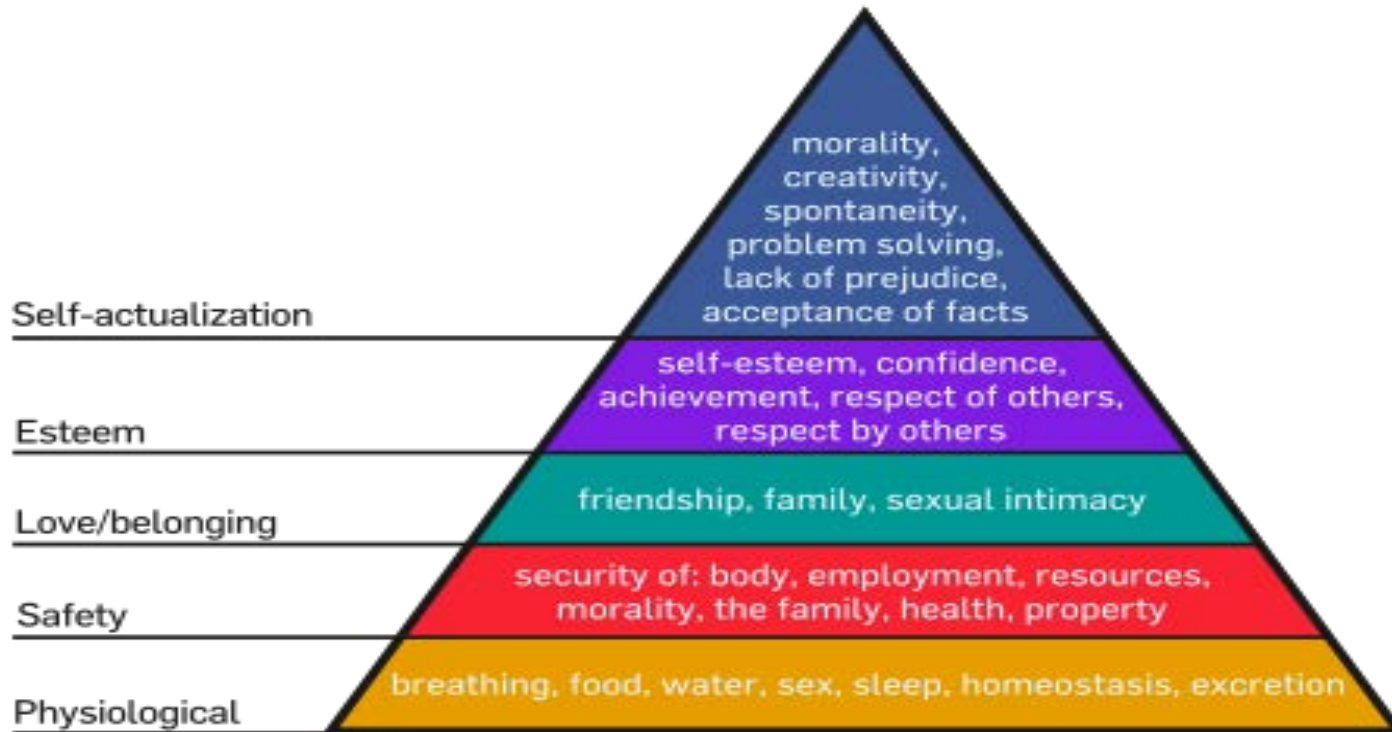 morality,
creativity,
spontaneity,
problem solving,
lack of prejudice,
acceptance of facts
Self-actualization
self-esteem, confidence,
achievement, respect of others,
respect by others
Esteem
friendship, family, sexual intimacy
Love/belonging
security of: body, employment, resources,
morality, the family, health, property
Safety
breathing, food, water, sex, sleep, homeostasis, excretion
Physiological